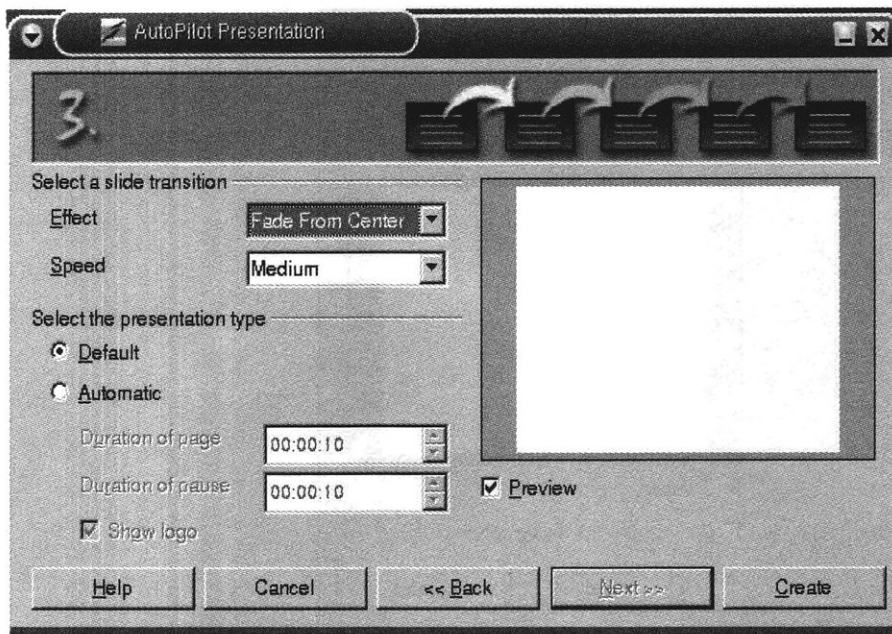 AutoPilot Presentation
3.
Select a slide transition
Effect
Fade From Center
Speed
Medium
Select the presentation type
Default
Automatic
Duration of page
00:00:10
Duration of pause
00:00:10
Show logo
Preview
Help
Cancel
<< Back
Next >>
Create